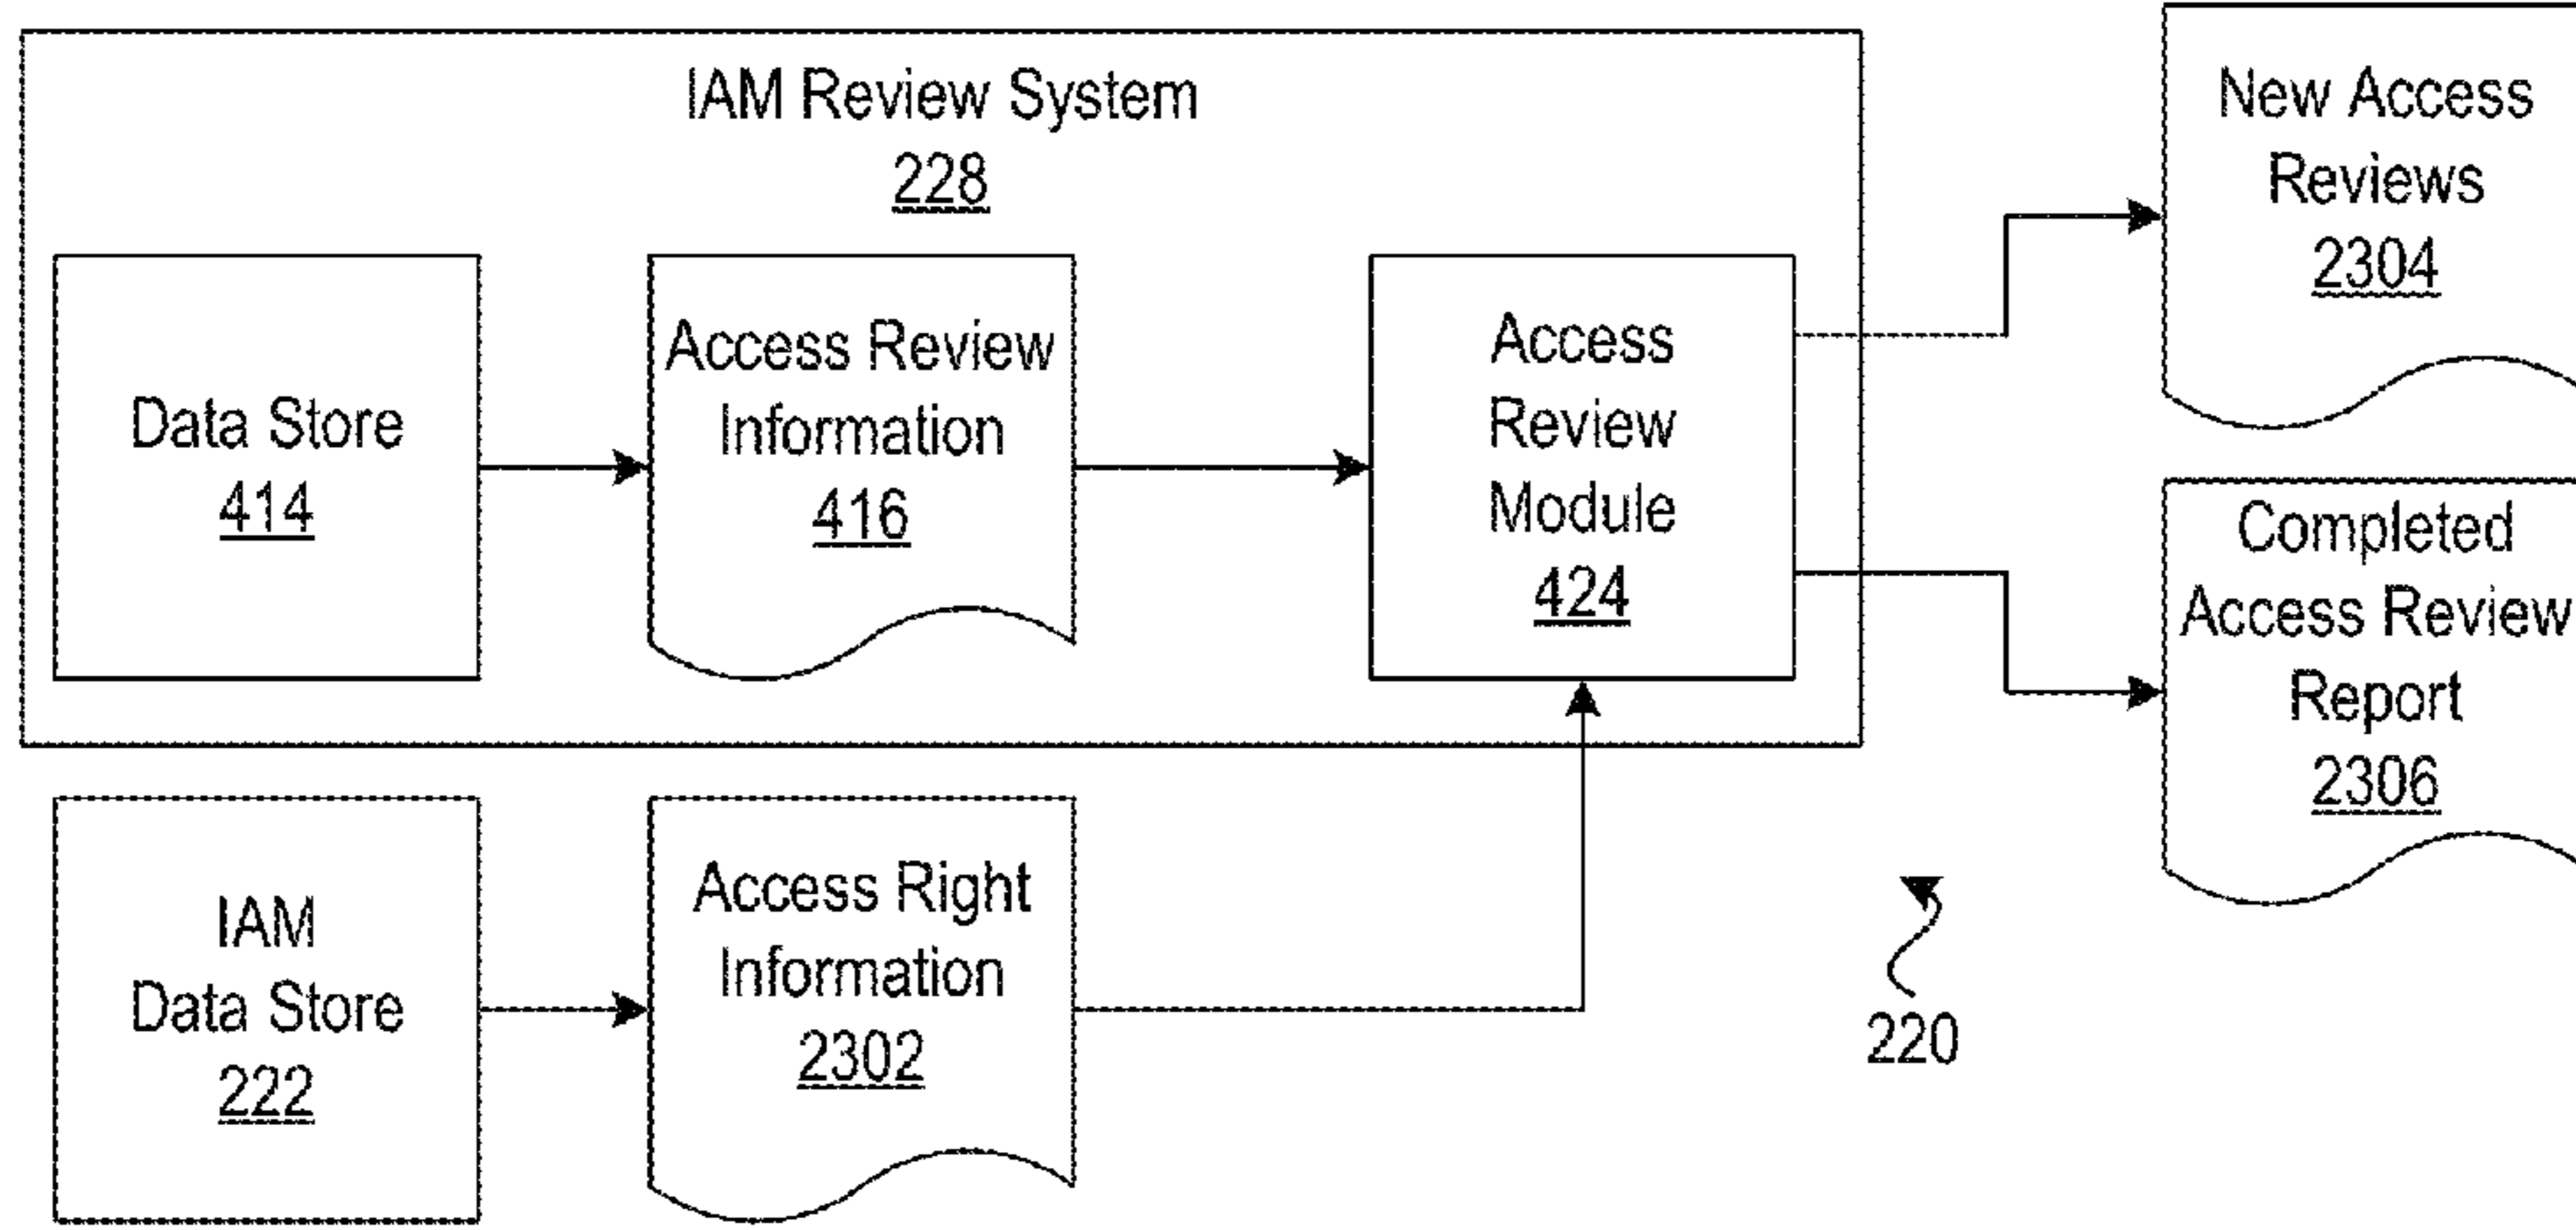 IAM Review System
228
Data Store
414
Access Review
Information
416
Access
Review
Module
424
New Access
Reviews
2304
Completed
Access Review
Report
2306
IAM
Data Store
222
Access Right
Information
2302
220